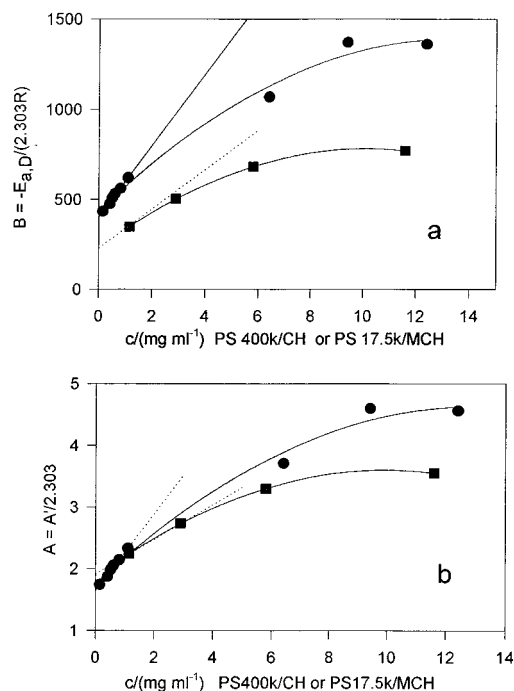 1500
1000
500
0
B = -E_a,D/(2.303R)
a
0 2 4 6 8 10 12 14
c/(mg ml⁻¹) PS 400k/CH or PS 17.5k/MCH
5
4
3
2
1
A = A'/2.303
b
0 2 4 6 8 10 12 14
c/(mg ml⁻¹) PS400k/CH or PS17.5k/MCH